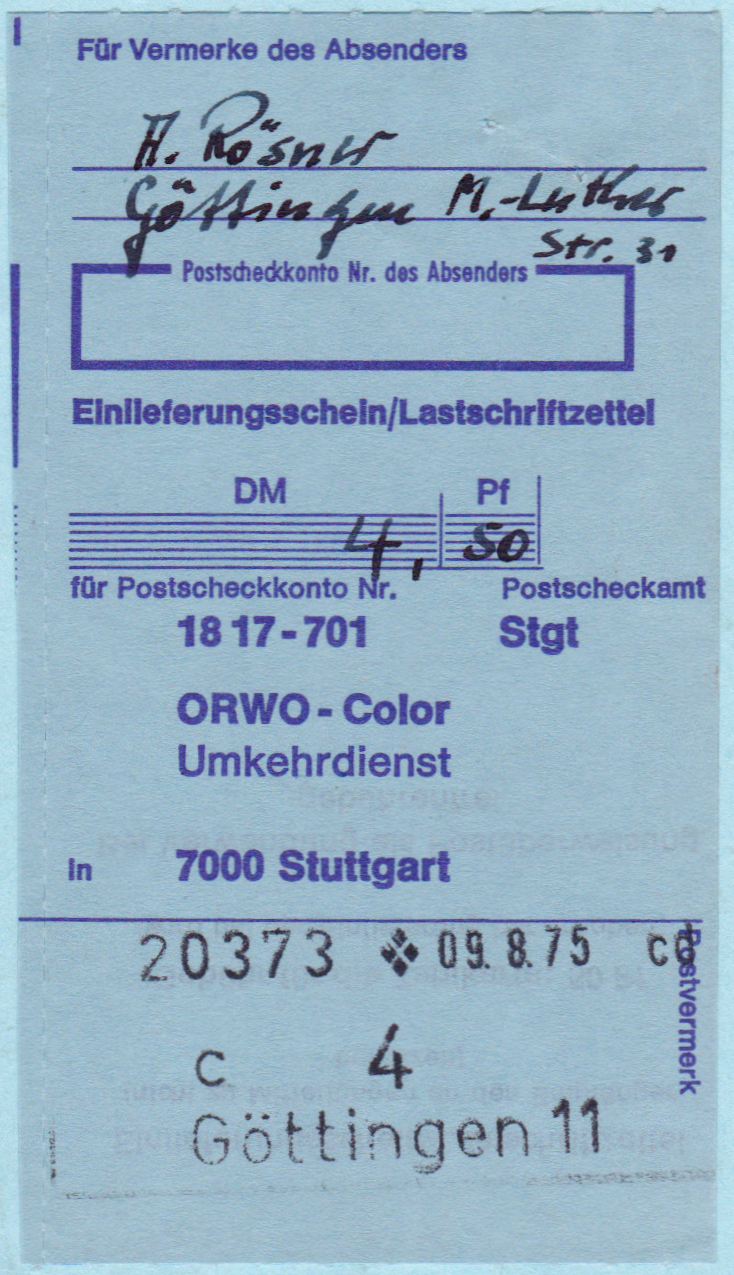 Für Vermerke des Absenders
H. Rösner
Göttingen M.-Luther
Str. 31
Postscheckkonto Nr. des Absenders
Einlieferungsschein/Lastschriftzettel
DM Pf
4, 50
für Postscheckkonto Nr. Postscheckamt
18 17-701 Stgt
ORWO-Color
Umkehrdienst
in 7000 Stuttgart
20373 09.8.75 cd
Postvermerk
c 4
Göttingen 11